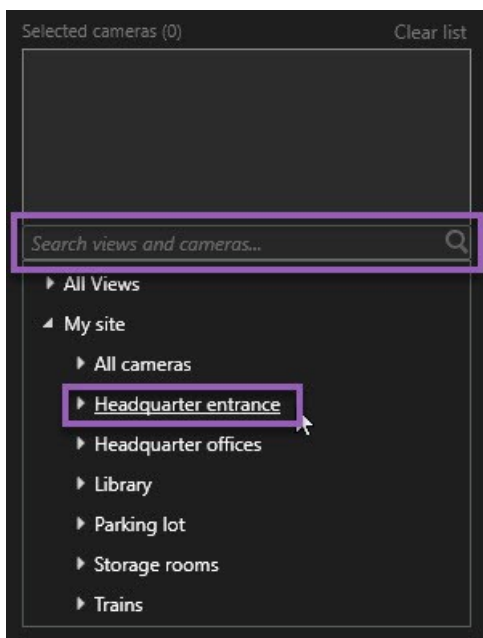 Selected cameras (0) Clear list
Search views and cameras...
All Views
My site
All cameras
Headquarter entrance
Headquarter offices
Library
Parking lot
Storage rooms
Trains